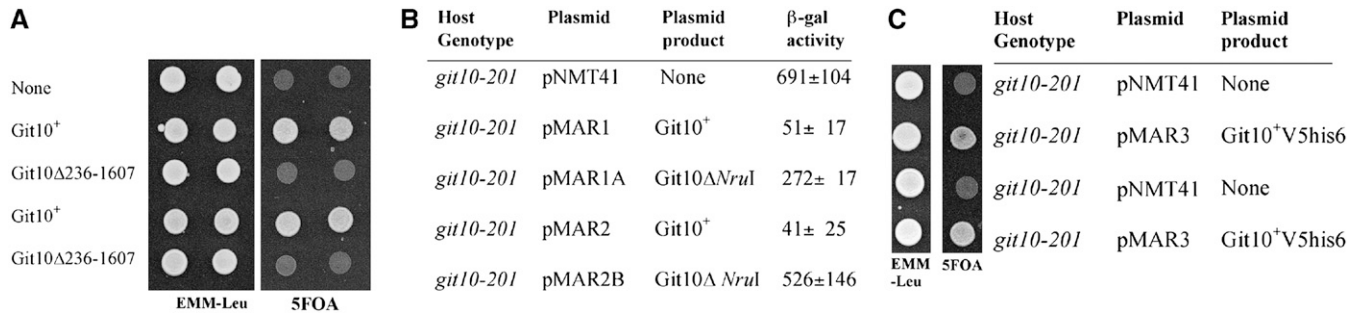 A
None
Git10+
Git10Δ236-1607
Git10+
Git10Δ236-1607
EMM-Leu 5FOA
B
Host Genotype Plasmid Plasmid product β-gal activity
git10-201 pNMT41 None 691±104
git10-201 pMAR1 Git10+ 51± 17
git10-201 pMAR1A Git10ΔNruI 272± 17
git10-201 pMAR2 Git10+ 41± 25
git10-201 pMAR2B Git10Δ NruI 526±146
C
Host Genotype Plasmid Plasmid product
git10-201 pNMT41 None
git10-201 pMAR3 Git10+V5his6
git10-201 pNMT41 None
git10-201 pMAR3 Git10+V5his6
EMM -Leu 5FOA